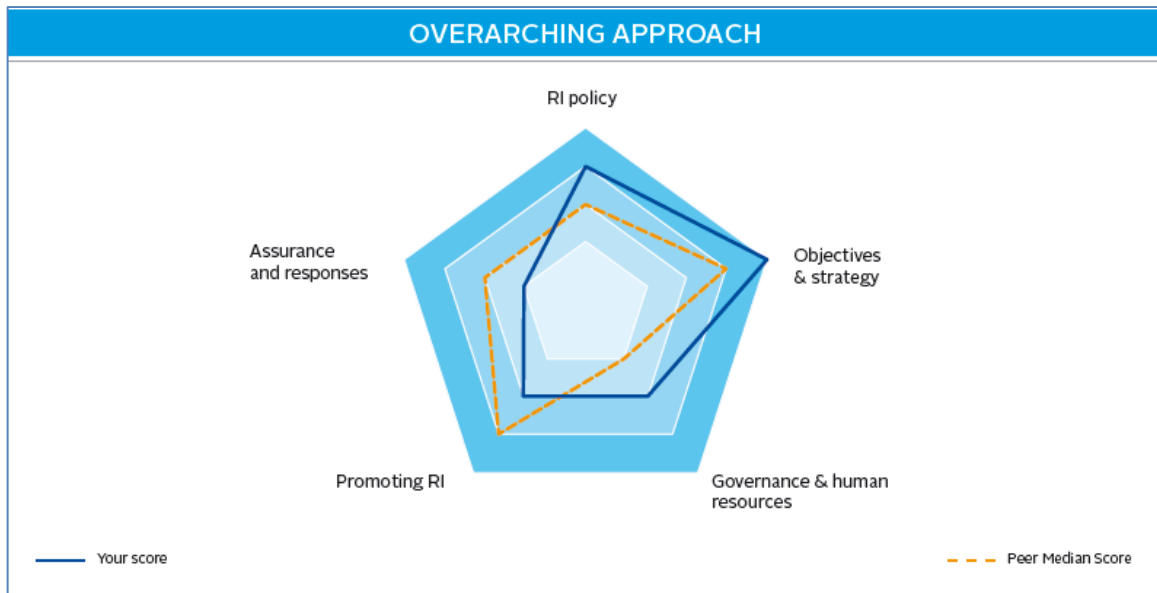 OVERARCHING APPROACH
RI policy
Assurance
and responses
Objectives
& strategy
Promoting RI
Governance & human
resources
Your score
Peer Median Score